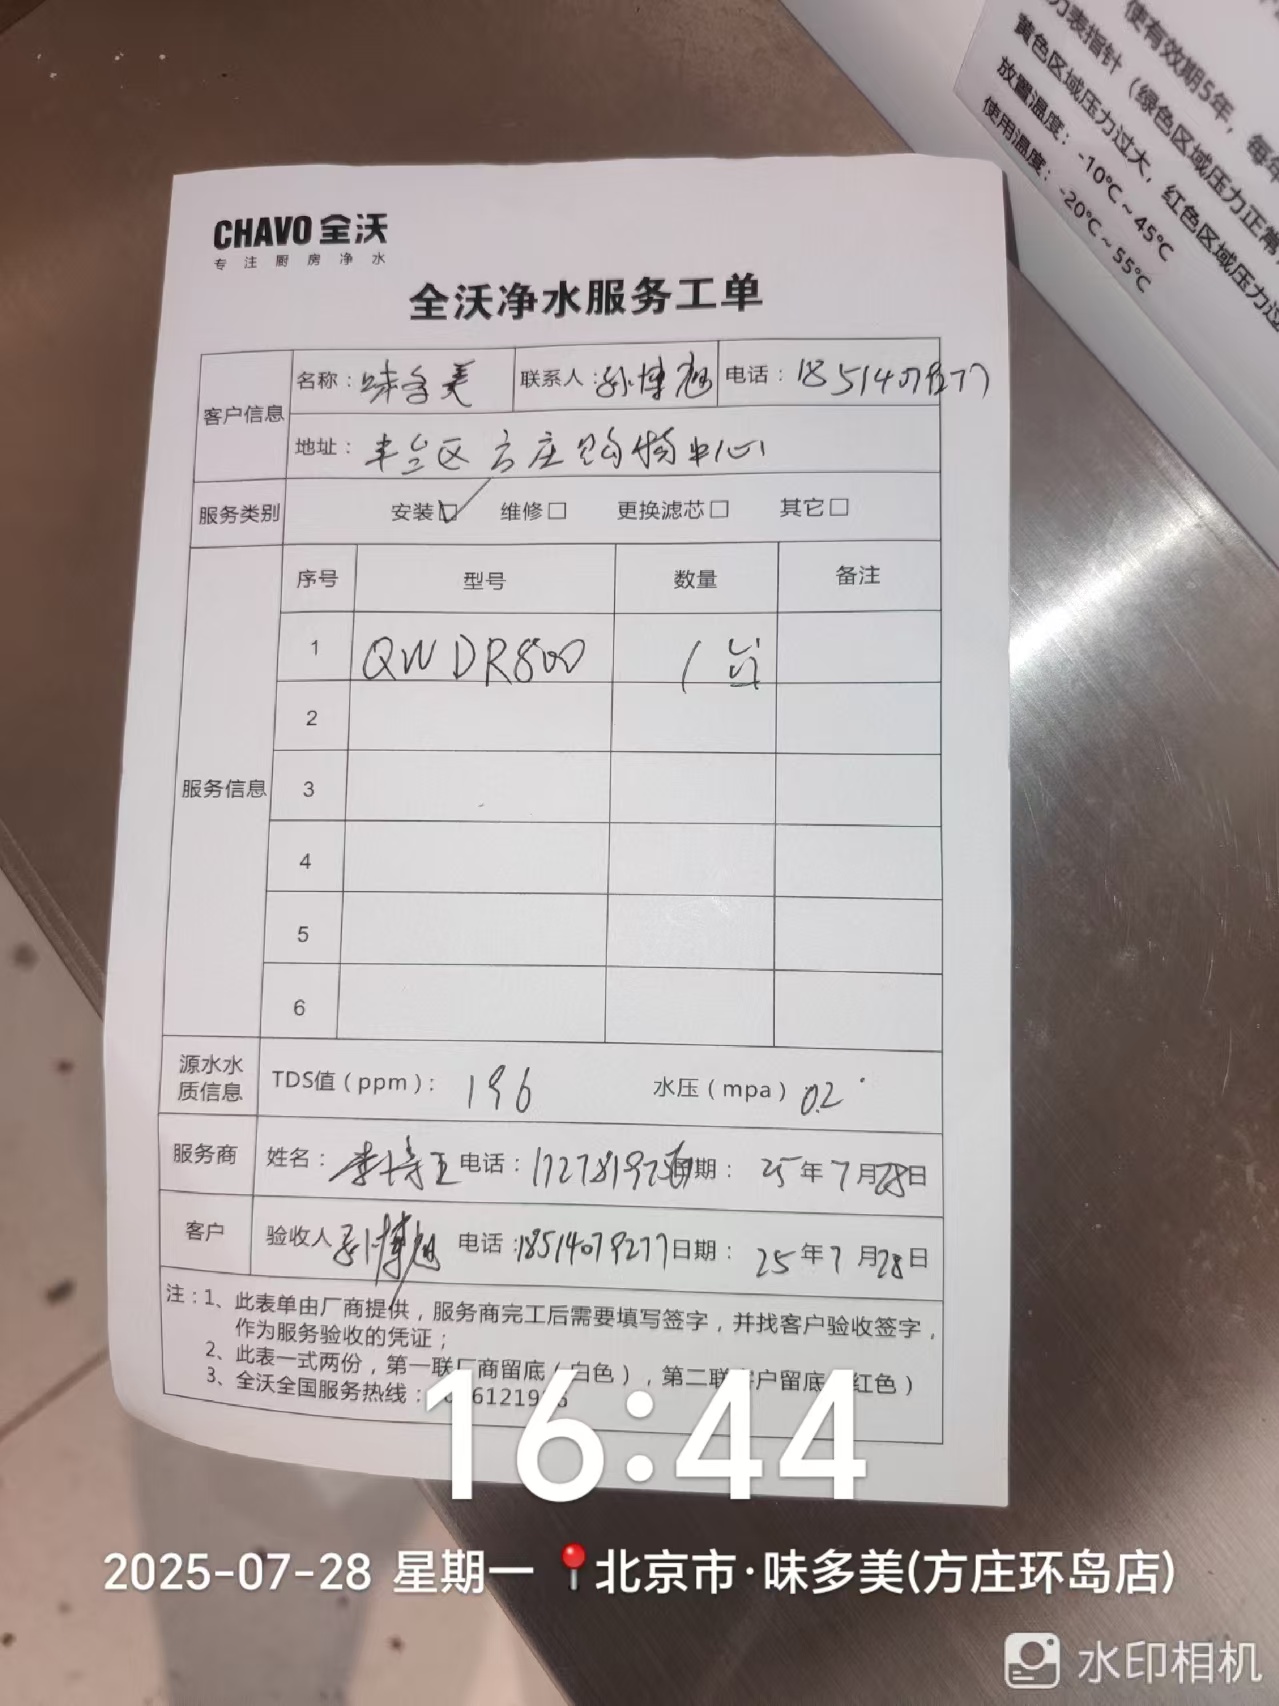 使有效期5年，每年
力表指针（绿色区域压力正常，
黄色区域压力过大，红色区域压力过
放置温度：-10℃~45℃
使用温度：-20℃~55℃
CHAVO 全沃
专注厨房净水
全沃净水服务工单
客户信息 名称：味多美 联系人：孙博旭 电话：18514079277
地址：丰台区方庄购物中心
服务类别 安装☑ 维修□ 更换滤芯□ 其它□
服务信息 序号 型号 数量 备注
1 QWDR800 1台
2
3
4
5
6
源水水质信息 TDS值（ppm）：196 水压（mpa）0.2
服务商 姓名：李培王 电话： 日期：25年7月28日
客户 验收人 电话：18514079277 日期：25年7月28日
注：1、此表单由厂商提供，服务商完工后需要填写签字，并找客户验收签字，
作为服务验收的凭证；
2、此表一式两份，第一联厂商留底（白色），第二联客户留底（红色）
3、全沃全国服务热线：
16:44
2025-07-28 星期一 北京市·味多美(方庄环岛店)
水印相机